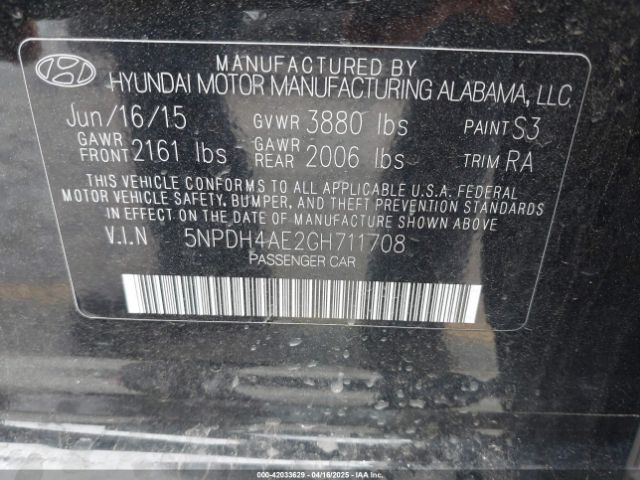 MANUFACTURED BY
HYUNDAI MOTOR MANUFACTURING ALABAMA, LLC
Jun/16/15 GVWR 3880 lbs PAINT S3
GAWR FRONT 2161 lbs GAWR REAR 2006 lbs TRIM RA
THIS VEHICLE CONFORMS TO ALL APPLICABLE U.S.A. FEDERAL
MOTOR VEHICLE SAFETY, BUMPER, AND THEFT PREVENTION STANDARDS
IN EFFECT ON THE DATE OF MANUFACTURE SHOWN ABOVE
V.I.N 5NPDH4AE2GH711708
PASSENGER CAR
000-42033629 - 04/16/2025 - IAAI.COM